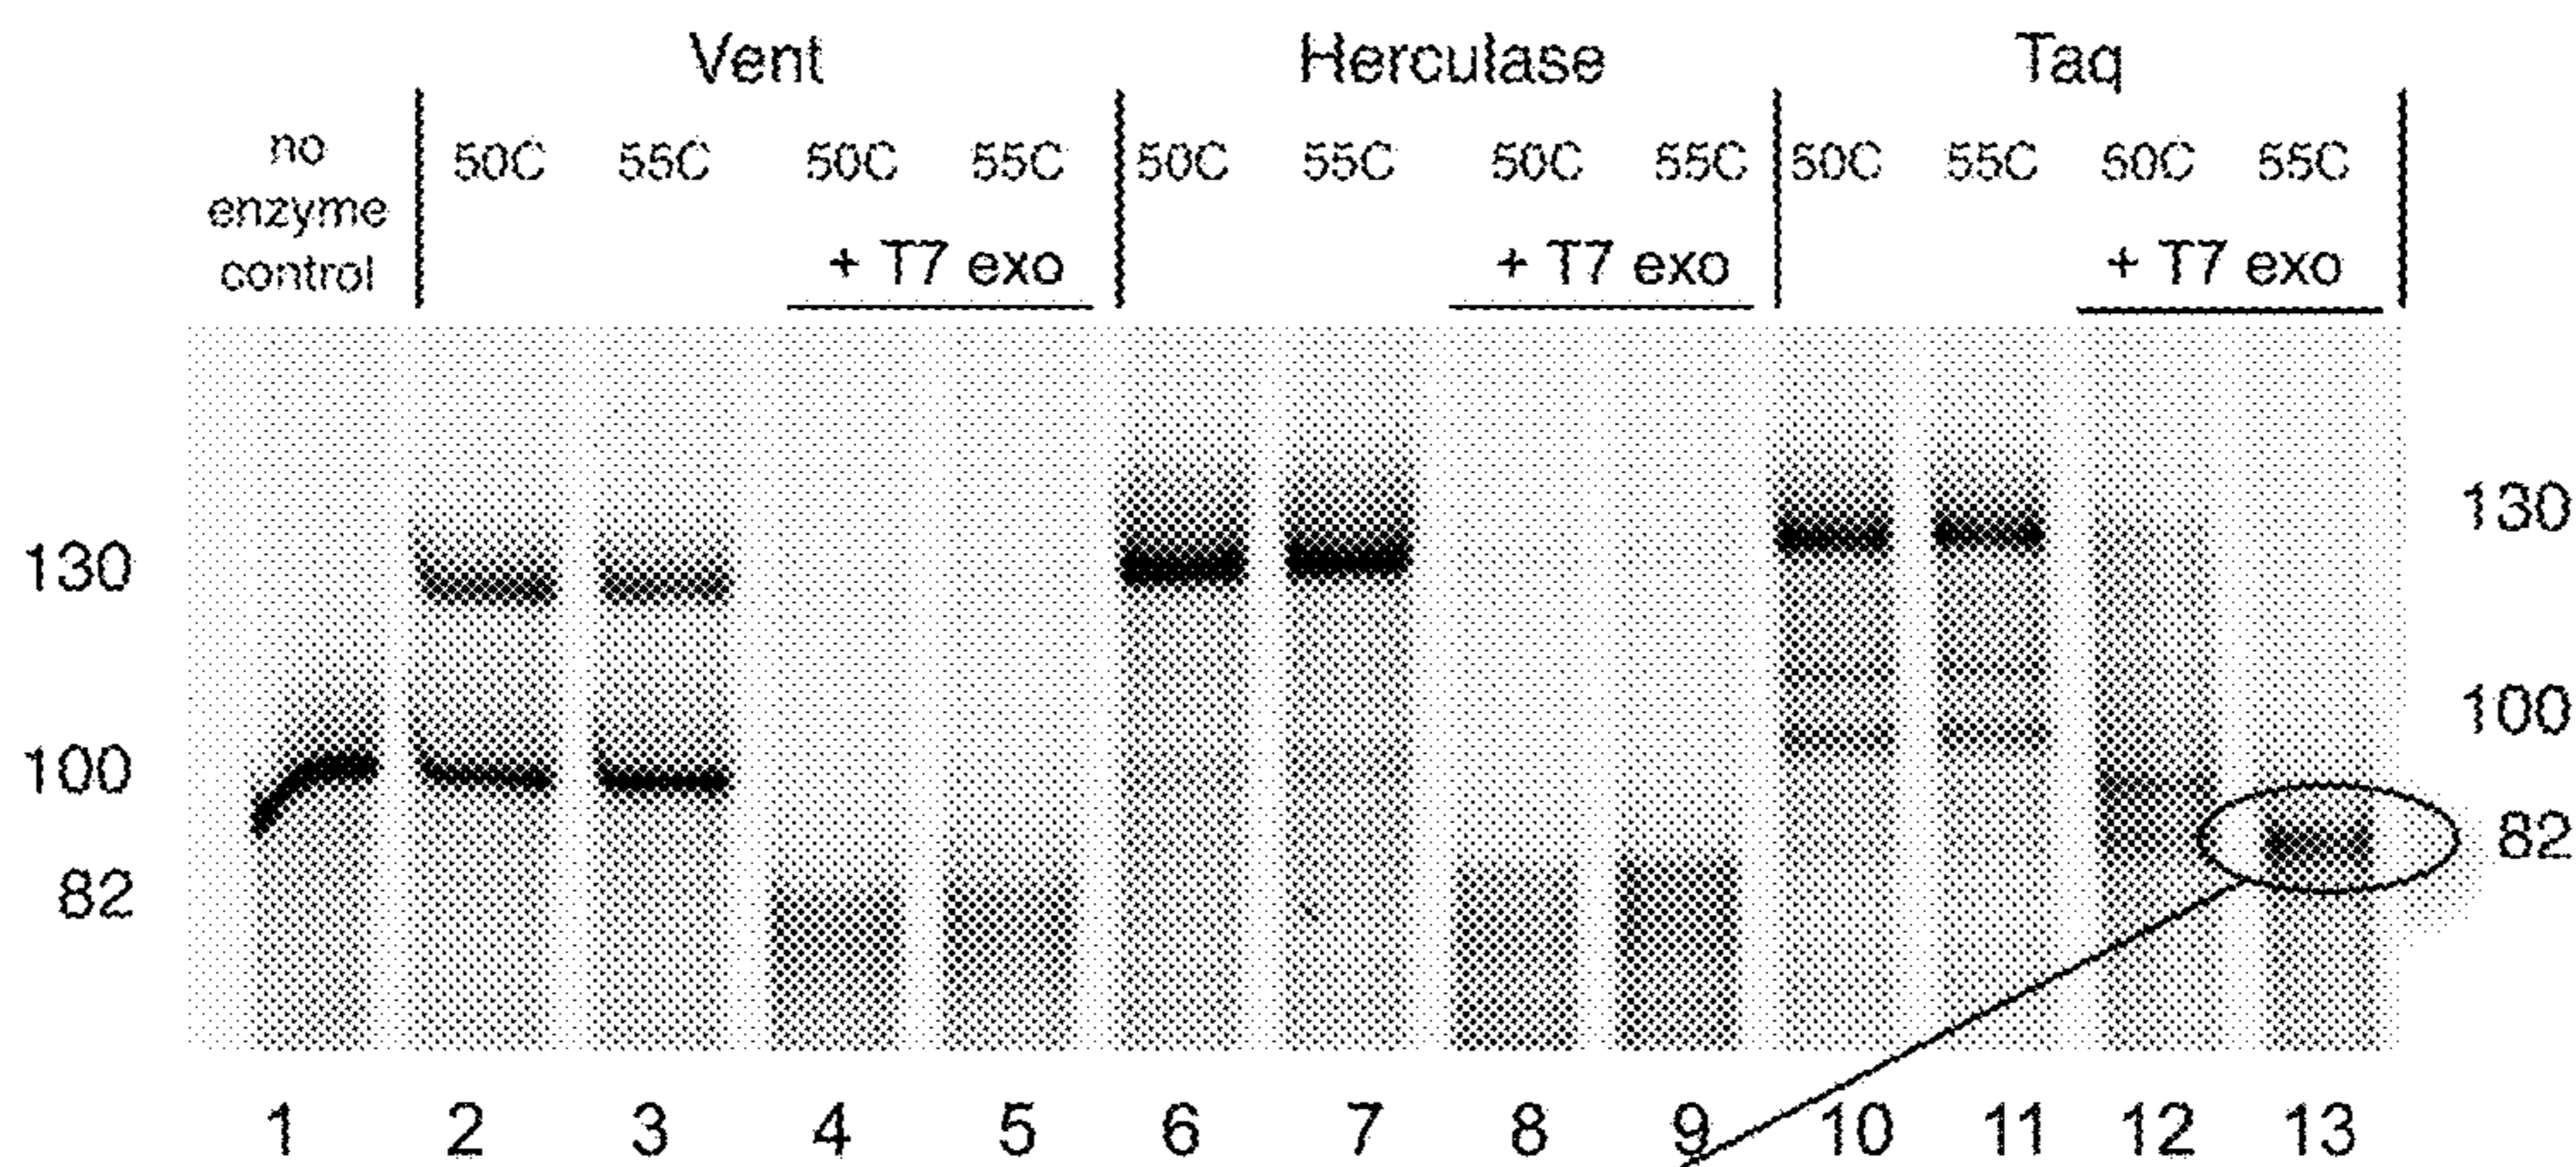 Vent Herculase Taq
no enzyme control
50C 55C 50C 55C 50C 55C 50C 55C 50C 55C 50C 55C
+ T7 exo + T7 exo + T7 exo
130 130
100 100
82 82
1 2 3 4 5 6 7 8 9 10 11 12 13